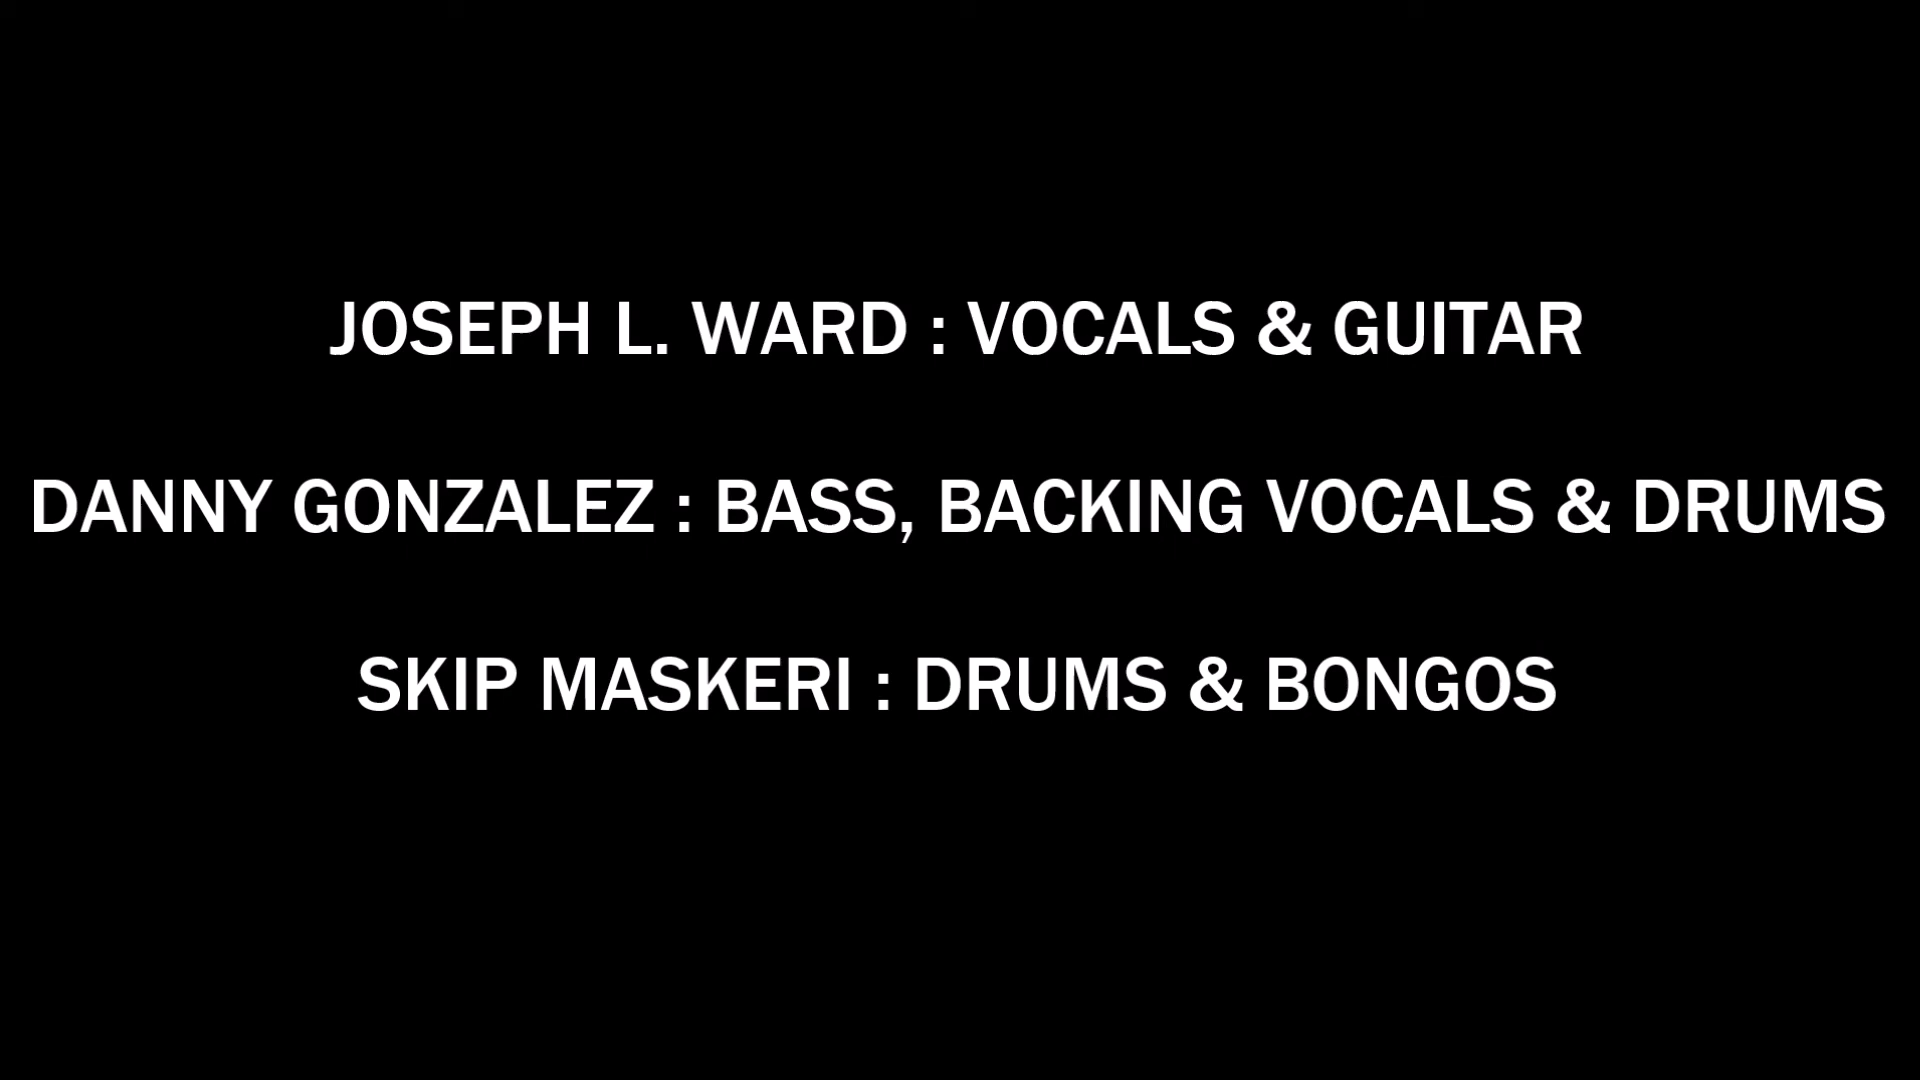 JOSEPH L. WARD : VOCALS & GUITAR
DANNY GONZALEZ : BASS, BACKING VOCALS & DRUMS
SKIP MASKERI : DRUMS & BONGOS